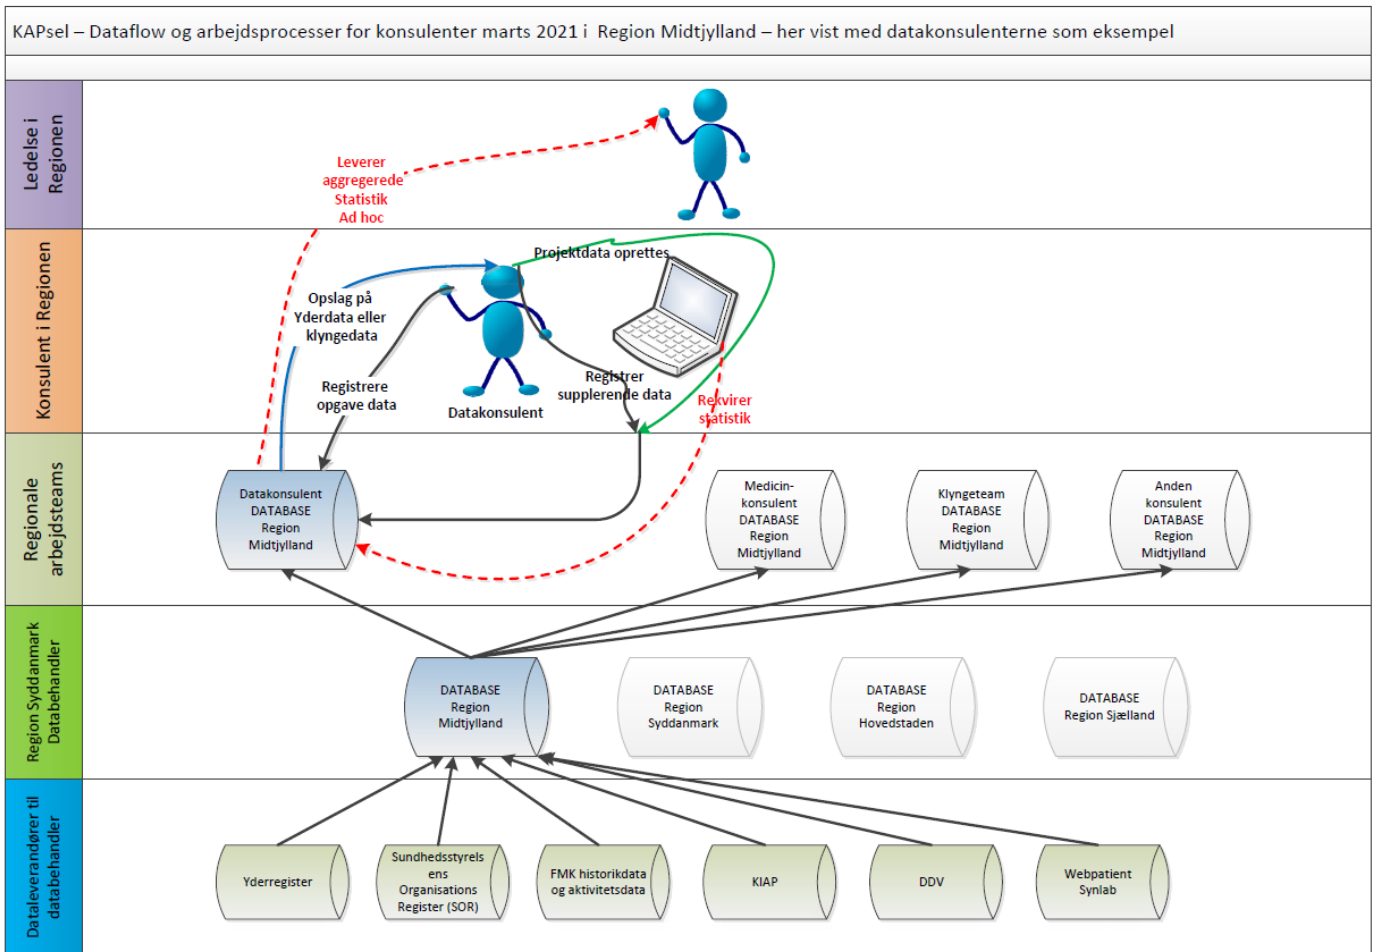 KAPsel – Dataflow og arbejdsprocesser for konsulenter marts 2021 i Region Midtjylland – her vist med datakonsulenterne som eksempel
Ledelse i
Regionen
Leverer
aggregerede
Statistik
Ad hoc
Konsulent i Regionen
Projektdata oprettes
Opslag på
Yderdata eller
klyngedata
Registrere
opgave data
Datakonsulent
Registrer
supplerende data
Rekvirer
statistik
Regionale
arbejdsteams
Datakonsulent
DATABASE
Region
Midtjylland
Medicin-
konsulent
DATABASE
Region
Midtjylland
Klyngeteam
DATABASE
Region
Midtjylland
Anden
konsulent
DATABASE
Region
Midtjylland
Region Syddanmark
Databehandler
DATABASE
Region
Midtjylland
DATABASE
Region
Syddanmark
DATABASE
Region
Hovedstaden
DATABASE
Region Sjælland
Dataleverandører til
databehandler
Yderregister
Sundhedsstyrels
ens
Organisations
Register (SOR)
FMK historikdata
og aktivitetsdata
KIAP
DDV
Webpatient
Synlab